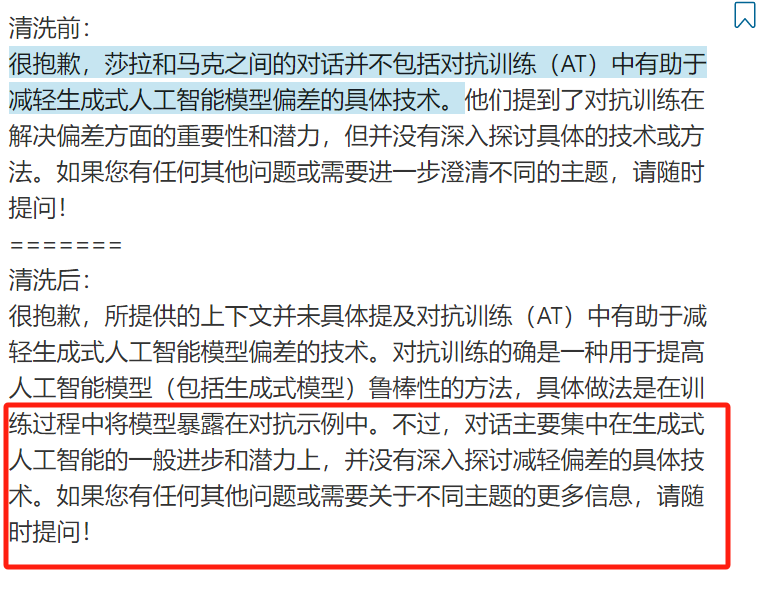 清洗前：
很抱歉，莎拉和马克之间的对话并不包括对抗训练（AT）中有助于
减轻生成式人工智能模型偏差的具体技术。他们提到了对抗训练在
解决偏差方面的重要性和潜力，但并没有深入探讨具体的技术或方
法。如果您有任何其他问题或需要进一步澄清不同的主题，请随时
提问！
=======
清洗后：
很抱歉，所提供的上下文并未具体提及对抗训练（AT）中有助于减
轻生成式人工智能模型偏差的技术。对抗训练的确是一种用于提高
人工智能模型（包括生成式模型）鲁棒性的方法，具体做法是在训
练过程中将模型暴露在对抗示例中。不过，对话主要集中在生成式
人工智能的一般进步和潜力上，并没有深入探讨减轻偏差的具体技
术。如果您有任何其他问题或需要关于不同主题的更多信息，请随
时提问！